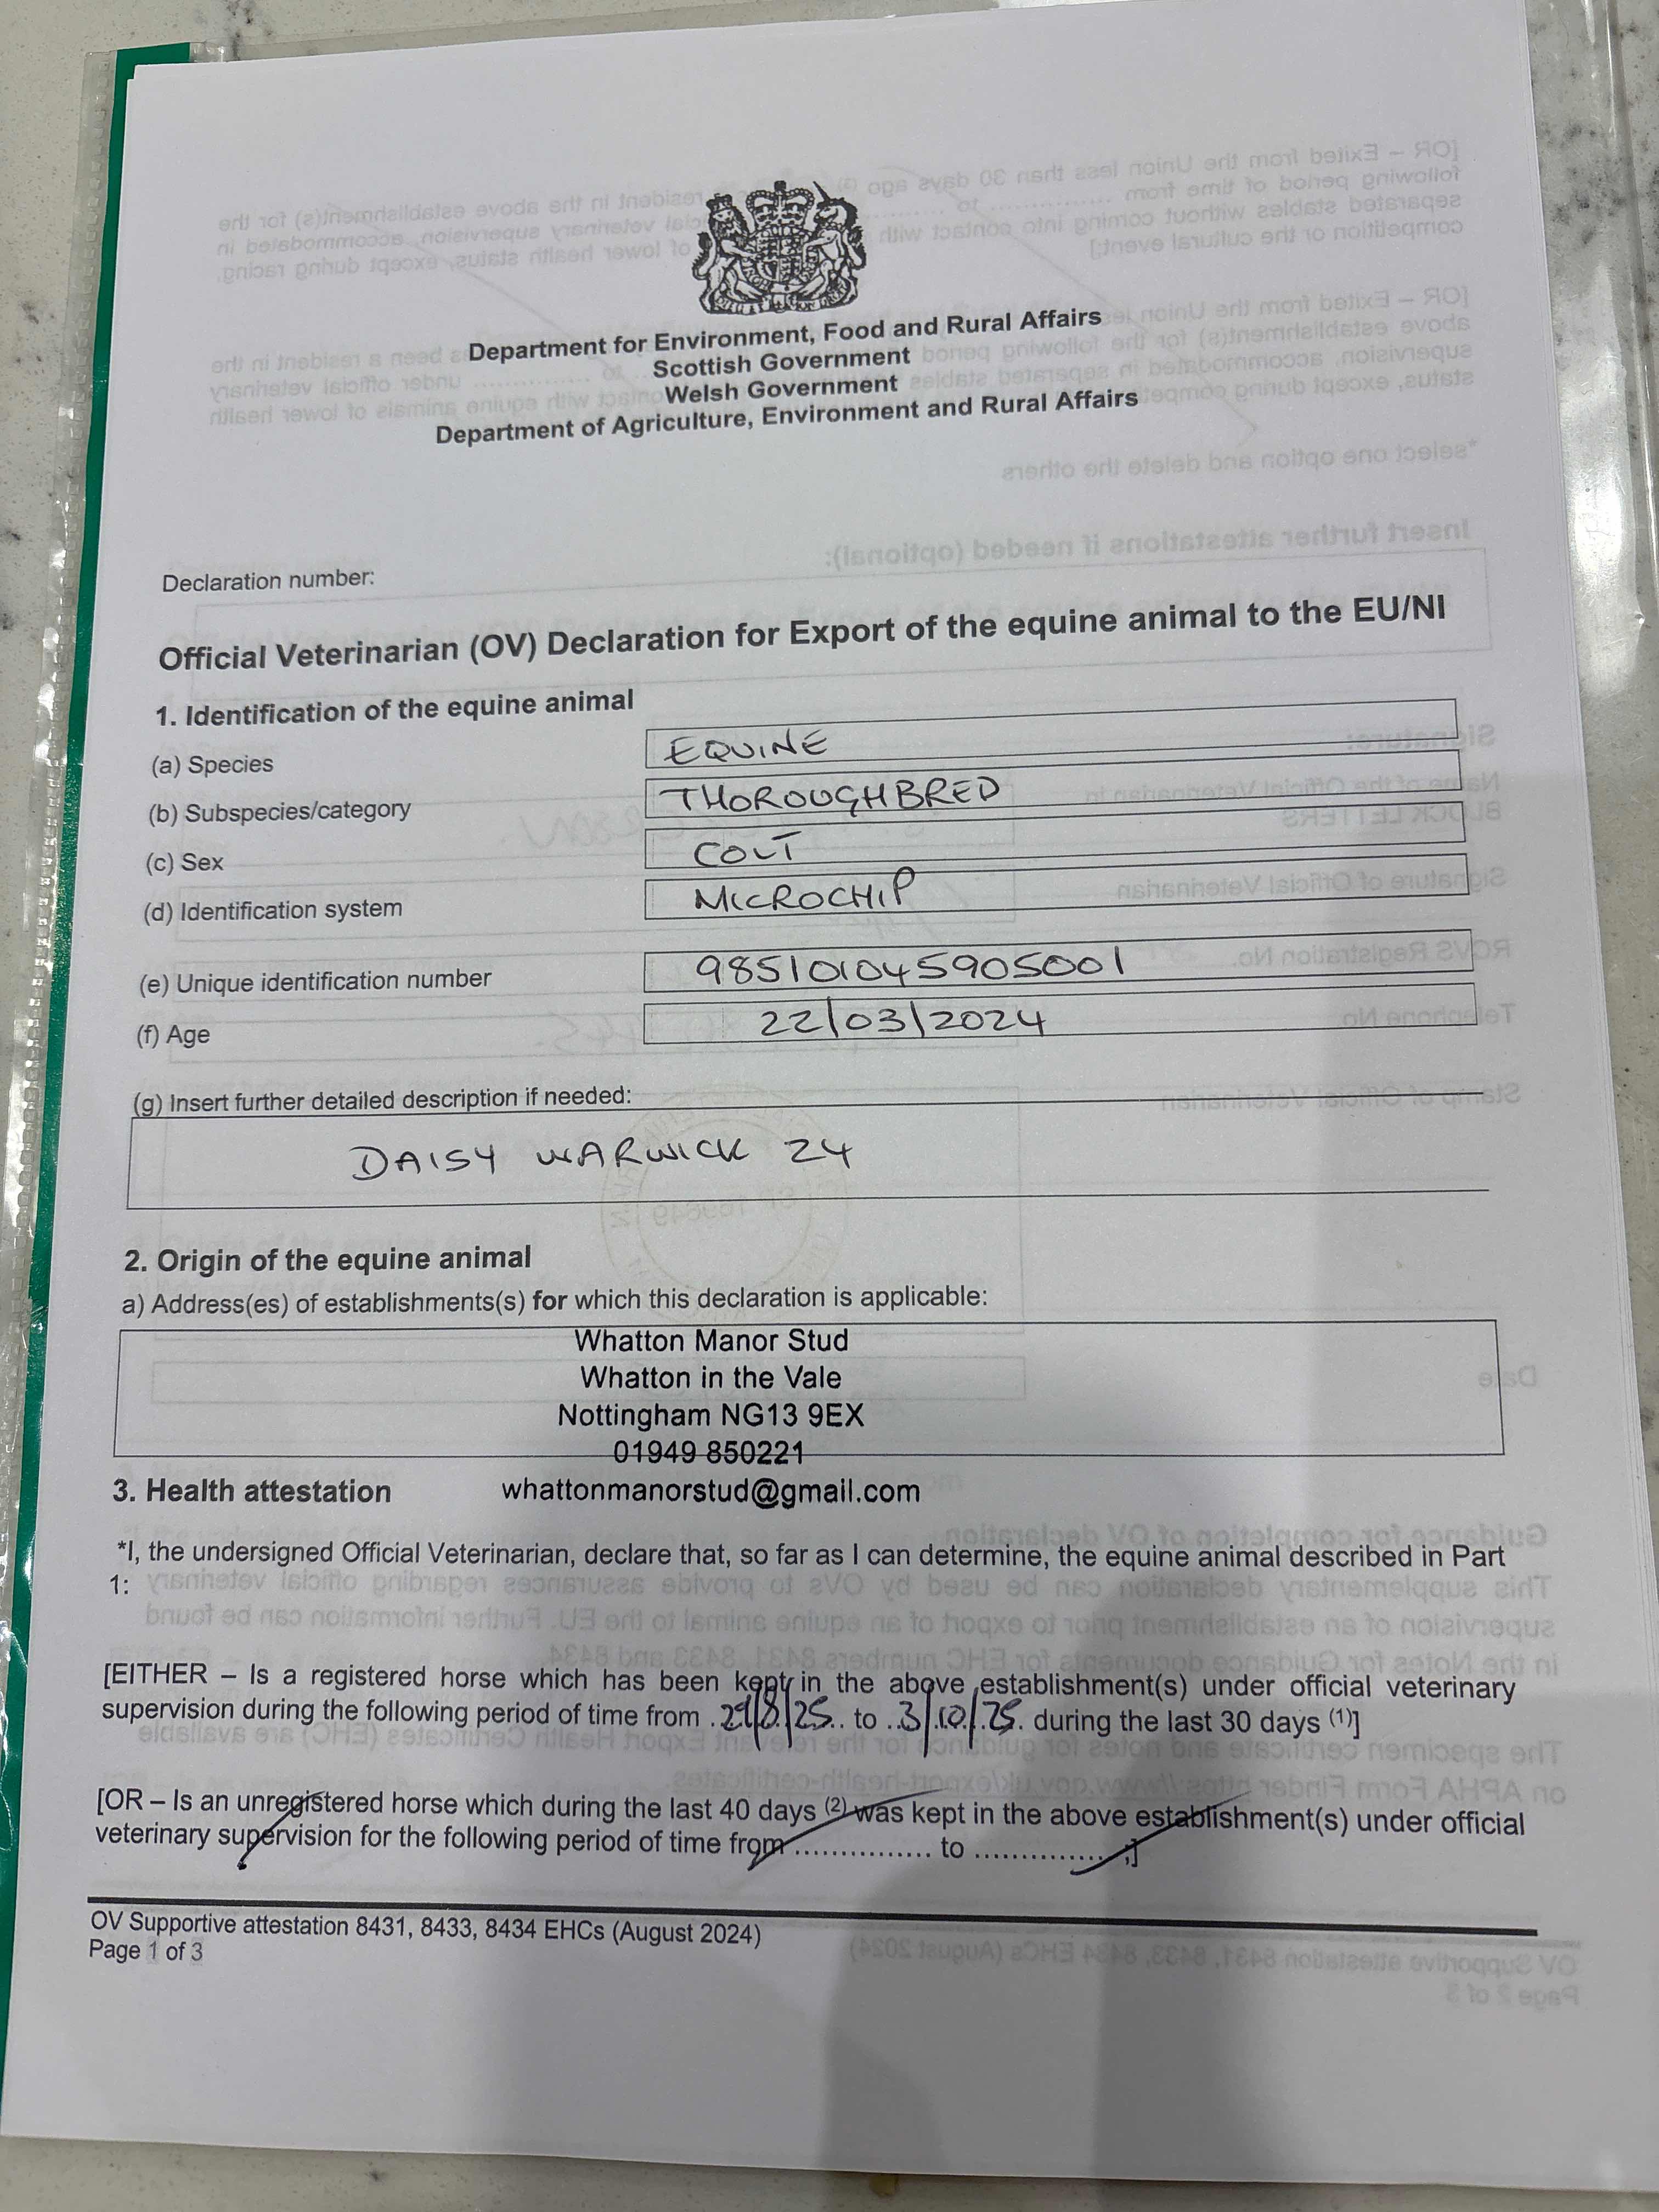 Department for Environment, Food and Rural Affairs
Scottish Government
Welsh Government
Department of Agriculture, Environment and Rural Affairs
Declaration number:
Official Veterinarian (OV) Declaration for Export of the equine animal to the EU/NI
1. Identification of the equine animal
(a) Species EQUINE
(b) Subspecies/category THOROUGHBRED
(c) Sex COLT
(d) Identification system MICROCHIP
(e) Unique identification number 985101045905001
(f) Age 22/03/2024
(g) Insert further detailed description if needed:
DAISY WARWICK 24
2. Origin of the equine animal
a) Address(es) of establishments(s) for which this declaration is applicable:
Whatton Manor Stud
Whatton in the Vale
Nottingham NG13 9EX
01949 850221
3. Health attestation whattonmanorstud@gmail.com
*I, the undersigned Official Veterinarian, declare that, so far as I can determine, the equine animal described in Part
1:
[EITHER – Is a registered horse which has been kept in the above establishment(s) under official veterinary
supervision during the following period of time from 29/8/25 to 3/10/25. during the last 30 days (1)]
[OR – Is an unregistered horse which during the last 40 days (2) was kept in the above establishment(s) under official
veterinary supervision for the following period of time from ............... to ............... ;]
OV Supportive attestation 8431, 8433, 8434 EHCs (August 2024)
Page 1 of 3